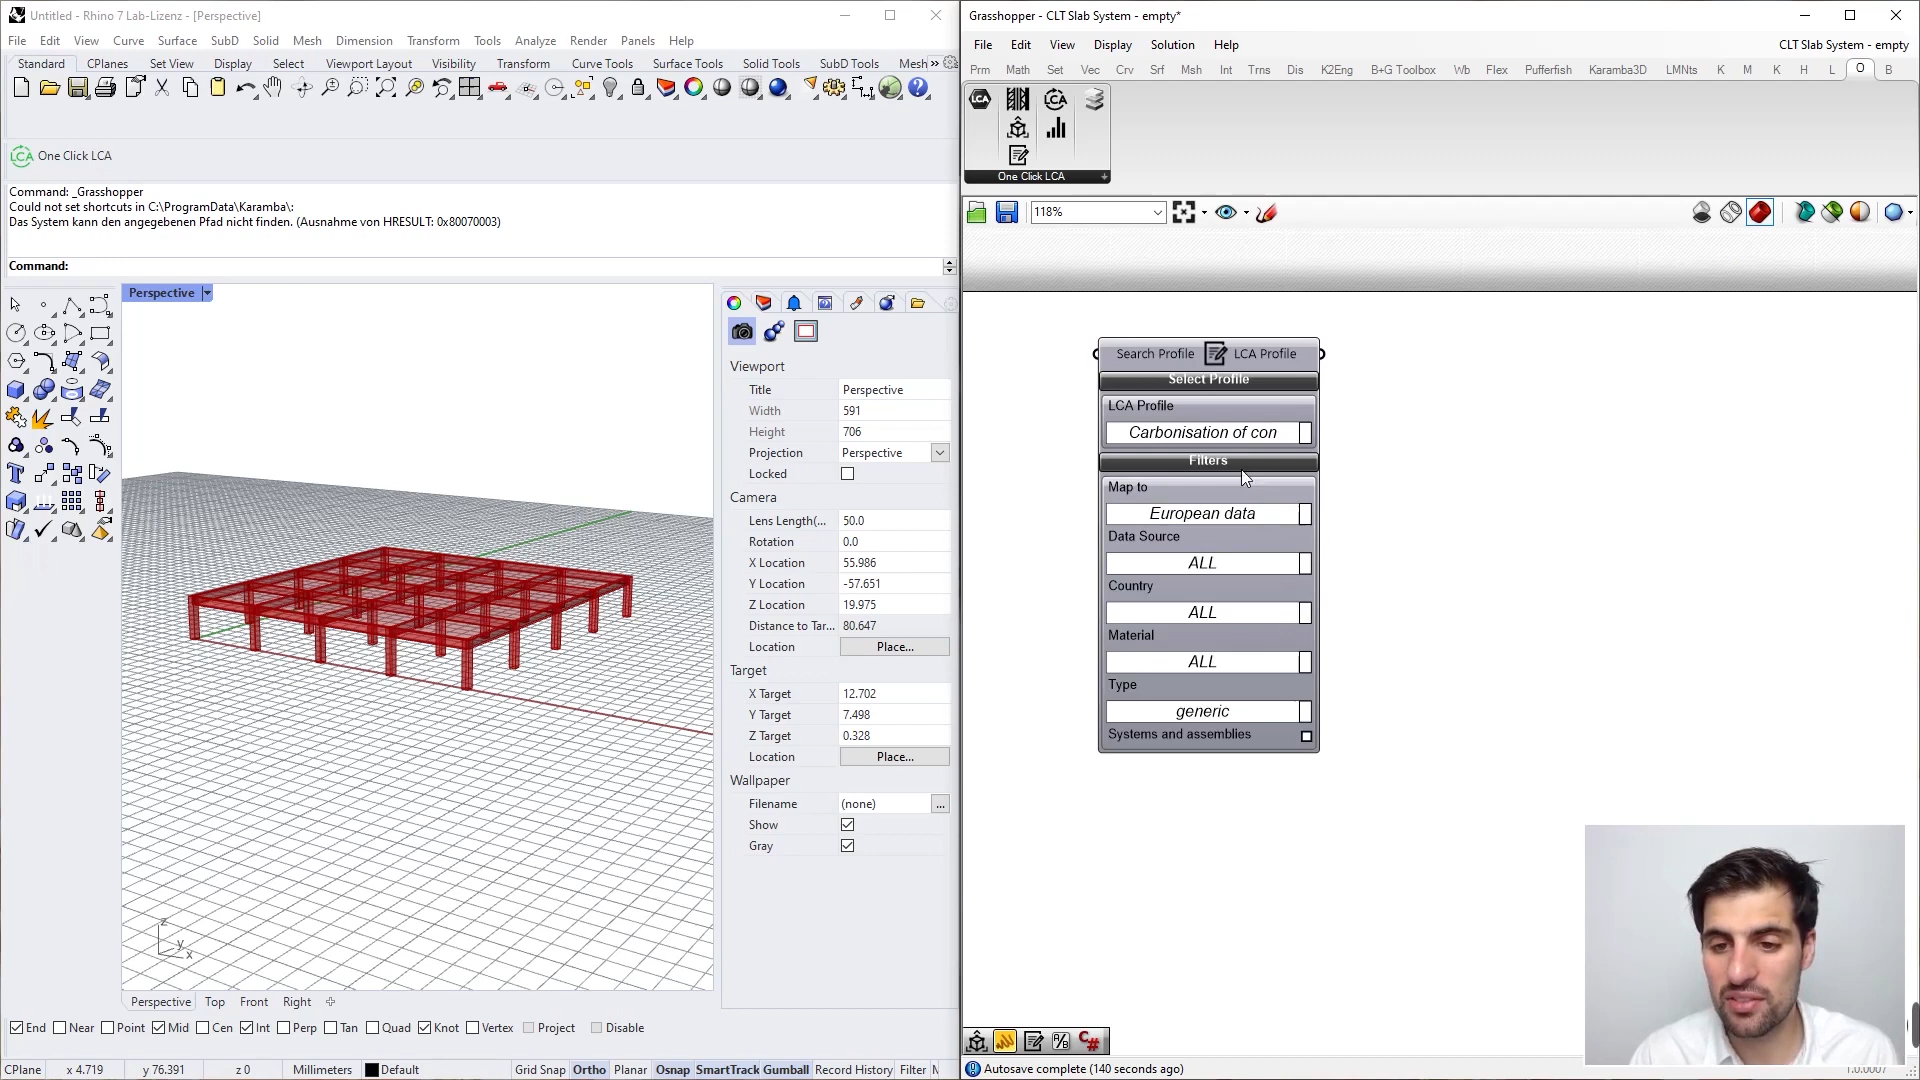 Untitled - Rhino 7 Lab-Lizenz - [Perspective]
File Edit View Curve Surface SubD Solid Mesh Dimension Transform Tools Analyze Render Panels Help
Standard CPlanes Set View Display Select Viewport Layout Visibility Transform Curve Tools Surface Tools Solid Tools SubD Tools Mesh »
LCA One Click LCA
Command: _Grasshopper
Could not set shortcuts in C:\ProgramData\Karamba\:
Das System kann den angegebenen Pfad nicht finden. (Ausnahme von HRESULT: 0x80070003)
Command:
Perspective
z
y
x
Viewport
Title Perspective
Width 591
Height 706
Projection Perspective
Locked
Camera
Lens Length(... 50.0
Rotation 0.0
X Location 55.986
Y Location -57.651
Z Location 19.975
Distance to Tar... 80.647
Location Place...
Target
X Target 12.702
Y Target 7.498
Z Target 0.328
Location Place...
Wallpaper
Filename (none) ...
Show
Gray
Perspective Top Front Right
End Near Point Mid Cen Int Perp Tan Quad Knot Vertex Project Disable
CPlane x 4.719 y 76.391 z 0 Millimeters Default Grid Snap Ortho Planar Osnap SmartTrack Gumball Record History Filter
Grasshopper - CLT Slab System - empty*
File Edit View Display Solution Help
CLT Slab System - empty
Prm Math Set Vec Crv Srf Msh Int Trns Dis K2Eng B+G Toolbox Wb Flex Pufferfish Karamba3D LMNts K M K H L O B
LCA
LCA
One Click LCA
118%
Search Profile LCA Profile
Select Profile
LCA Profile
Carbonisation of con
Filters
Map to
European data
Data Source
ALL
Country
ALL
Material
ALL
Type
generic
Systems and assemblies
A/B C#
Autosave complete (140 seconds ago)
1.0.0007